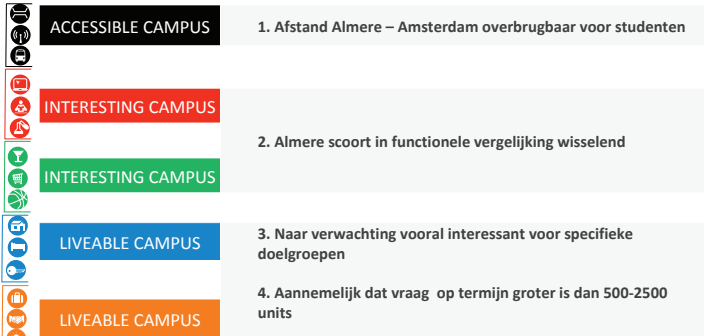 ACCESSIBLE CAMPUS
1. Afstand Almere – Amsterdam overbrugbaar voor studenten
INTERESTING CAMPUS
2. Almere scoort in functionele vergelijking wisselend
INTERESTING CAMPUS
LIVEABLE CAMPUS
3. Naar verwachting vooral interessant voor specifieke
doelgroepen
4. Aannemelijk dat vraag op termijn groter is dan 500-2500
units
LIVEABLE CAMPUS